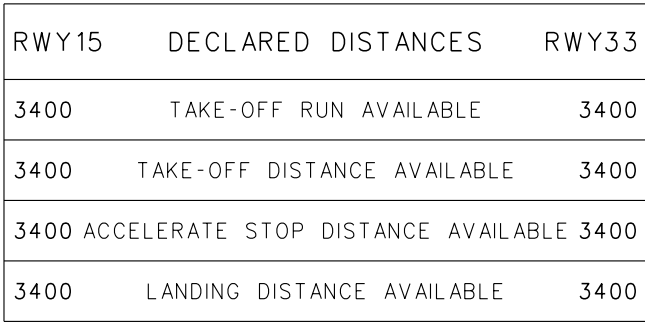 RWY15 DECLARED DISTANCES RWY33
3400 TAKE-OFF RUN AVAILABLE 3400
3400 TAKE-OFF DISTANCE AVAILABLE 3400
3400 ACCELERATE STOP DISTANCE AVAILABLE 3400
3400 LANDING DISTANCE AVAILABLE 3400